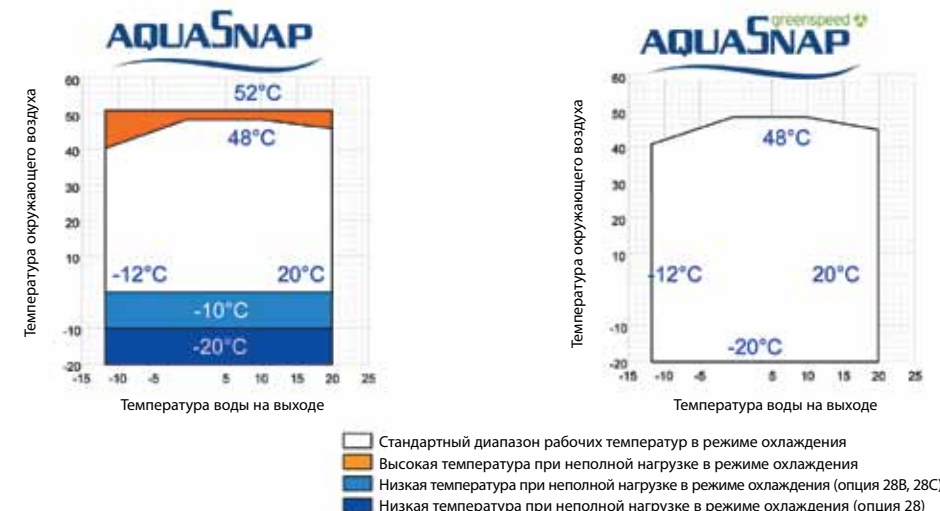 AQUASNAP
Температура окружающего воздуха
60
50
40
30
20
10
-10
-20
52°C
48°C
-12°C 20°C
-10°C
-20°C
-15 -10 -5 5 10 15 20 25
Температура воды на выходе
greenspeed
AQUASNAP
Температура окружающего воздуха
60
50
40
30
20
10
-10
-20
48°C
-12°C 20°C
-20°C
-15 -10 -5 5 10 15 20 25
Температура воды на выходе
Стандартный диапазон рабочих температур в режиме охлаждения
Высокая температура при неполной нагрузке в режиме охлаждения
Низкая температура при неполной нагрузке в режиме охлаждения (опция 28B, 28C)
Низкая температура при неполной нагрузке в режиме охлаждения (опция 28)